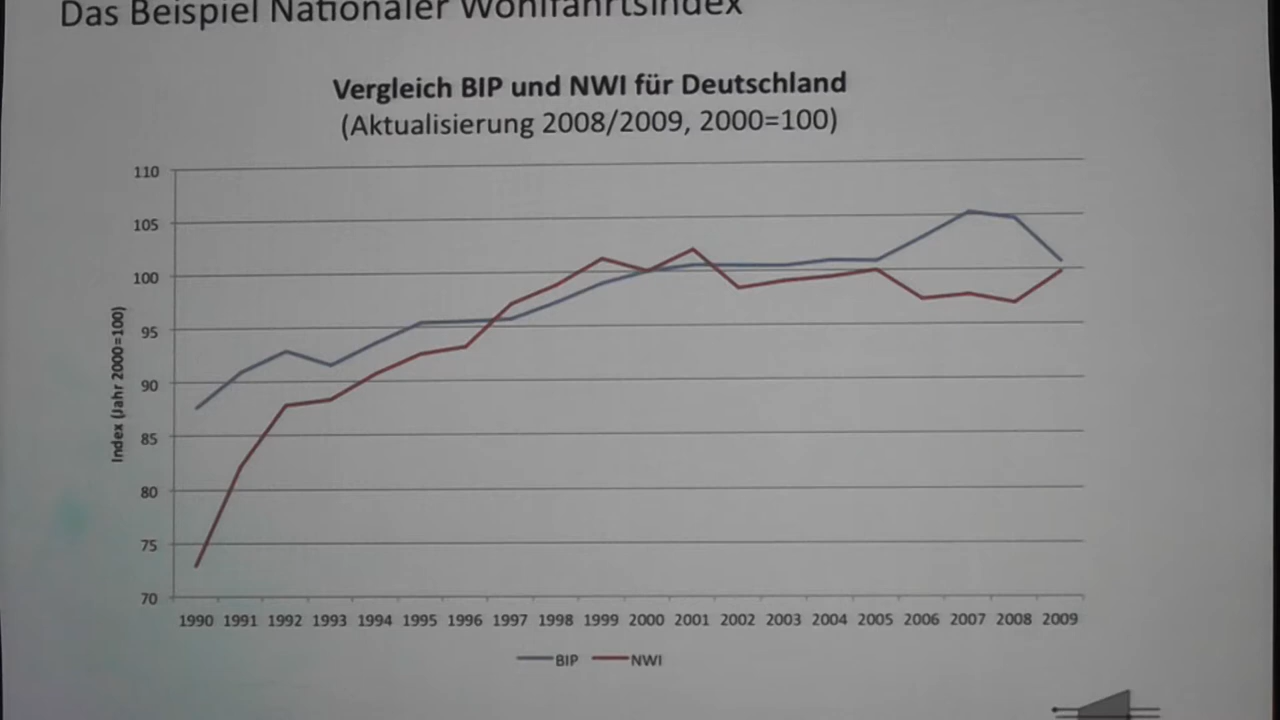 Das Beispiel Nationaler Wohlfahrtsindex
Vergleich BIP und NWI für Deutschland
(Aktualisierung 2008/2009, 2000=100)
110
105
100
95
90
85
80
75
70
Index (Jahr 2000=100)
1990 1991 1992 1993 1994 1995 1996 1997 1998 1999 2000 2001 2002 2003 2004 2005 2006 2007 2008 2009
BIP NWI